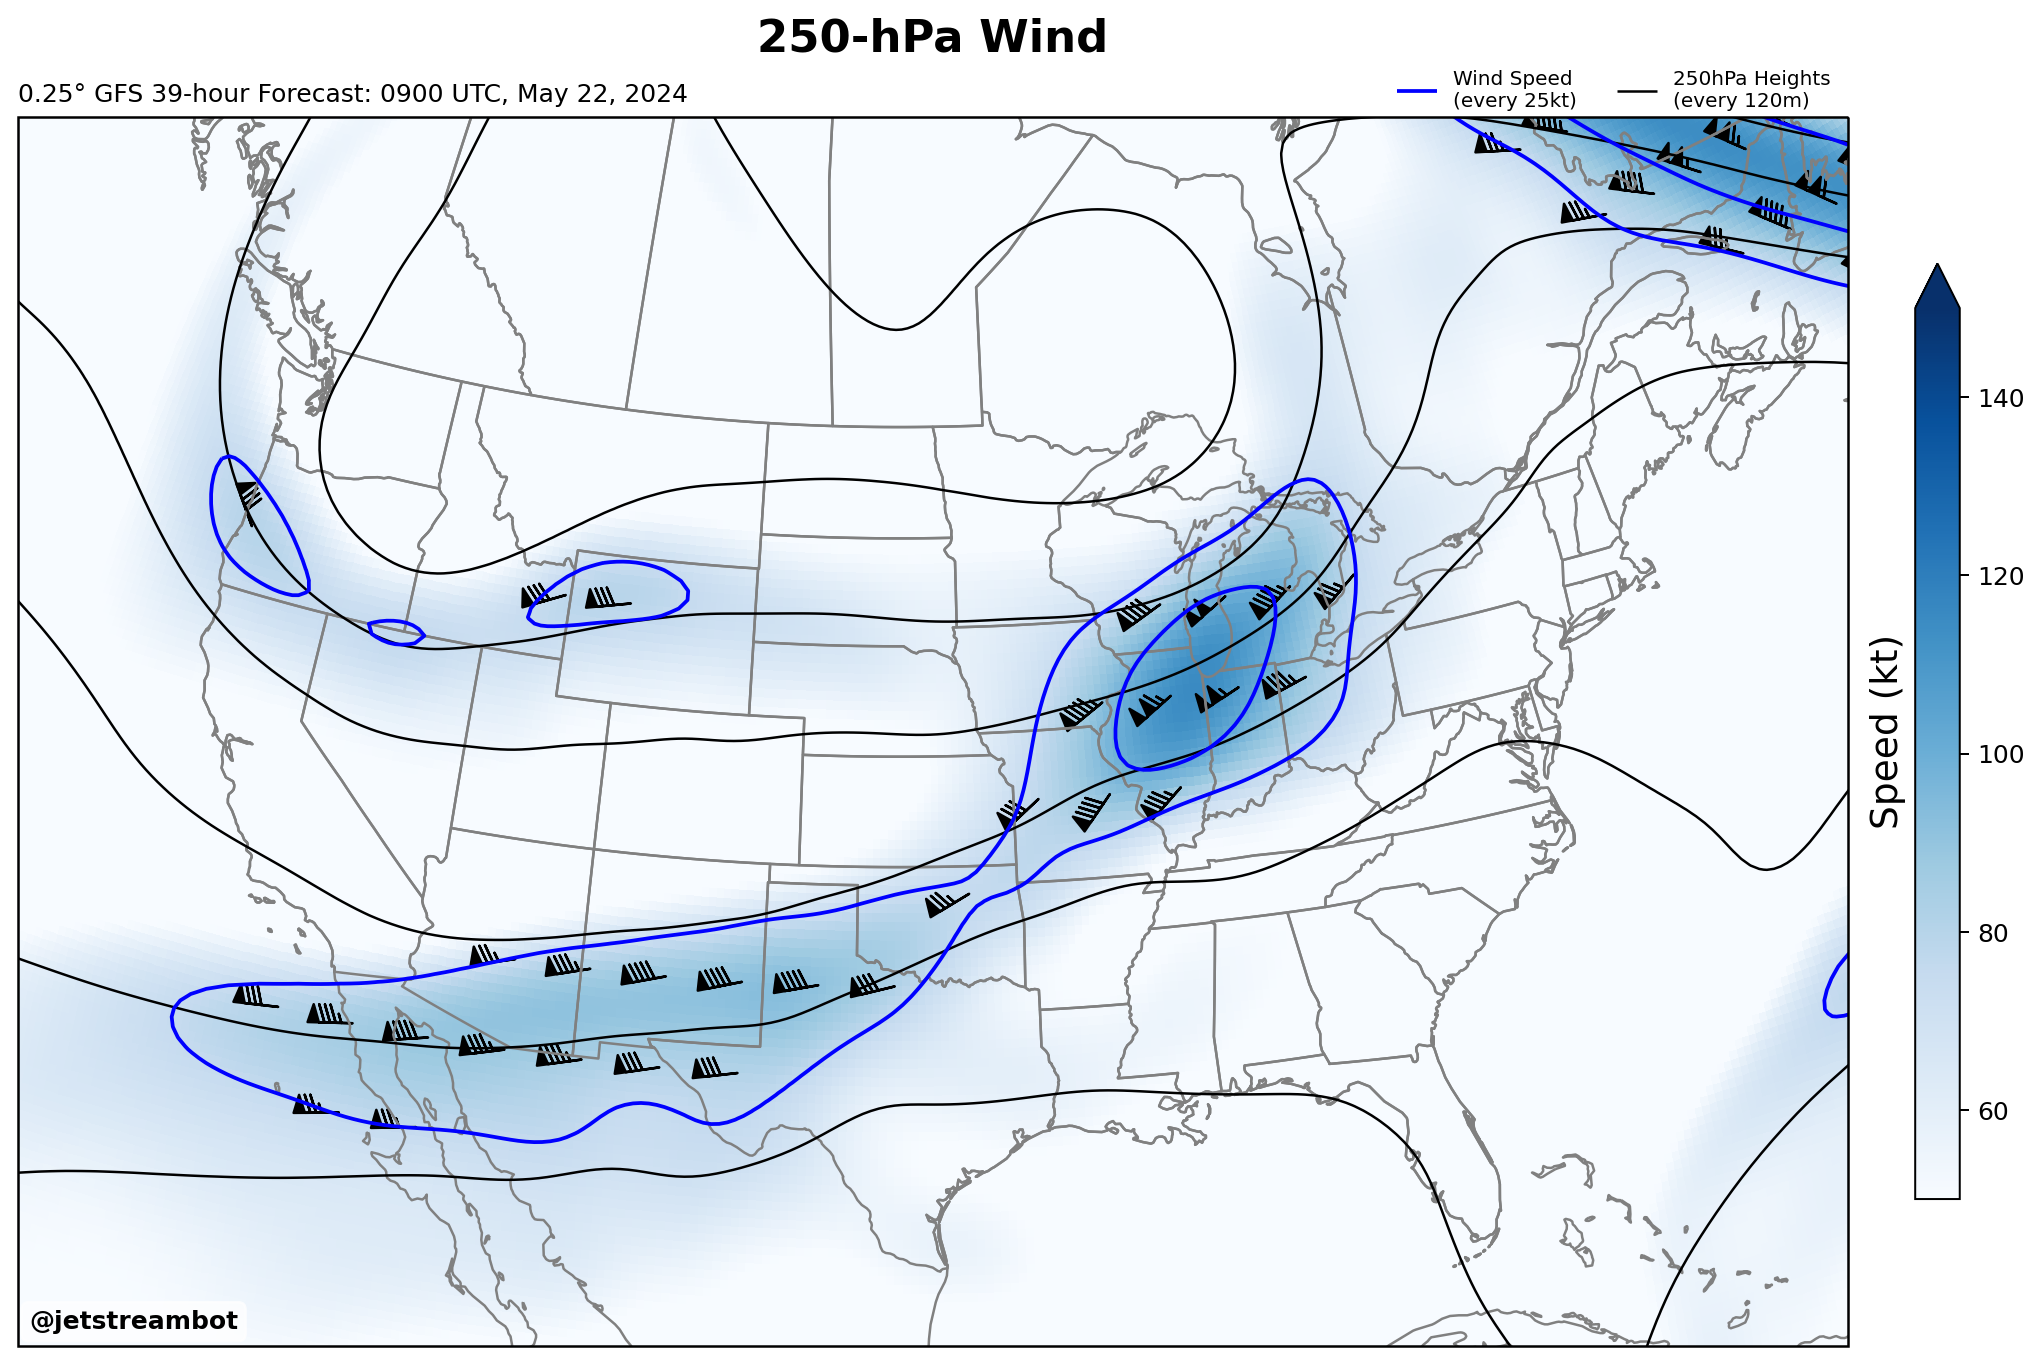 250-hPa Wind
0.25° GFS 39-hour Forecast: 0900 UTC, May 22, 2024
Wind Speed
(every 25kt)
250hPa Heights
(every 120m)
140
120
100
80
60
Speed (kt)
@jetstreambot